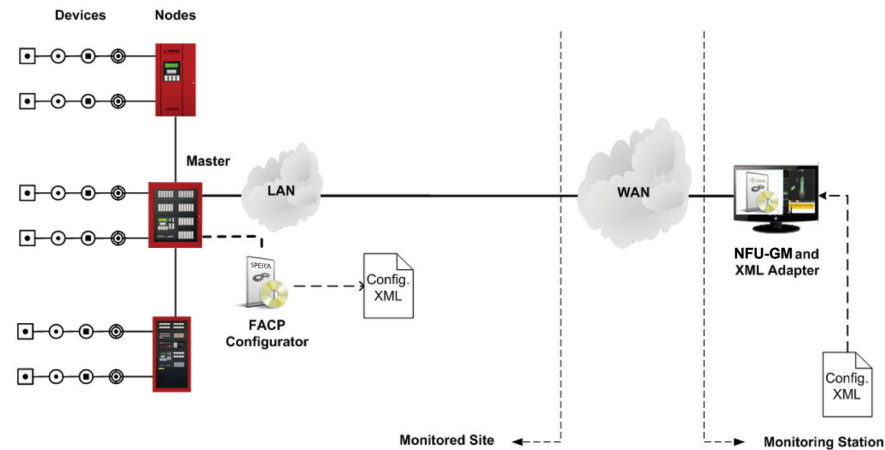 Devices Nodes
Master
LAN
WAN
Config.
XML
FACP
Configurator
NFU-GM and
XML Adapter
Config.
XML
Monitored Site
Monitoring Station